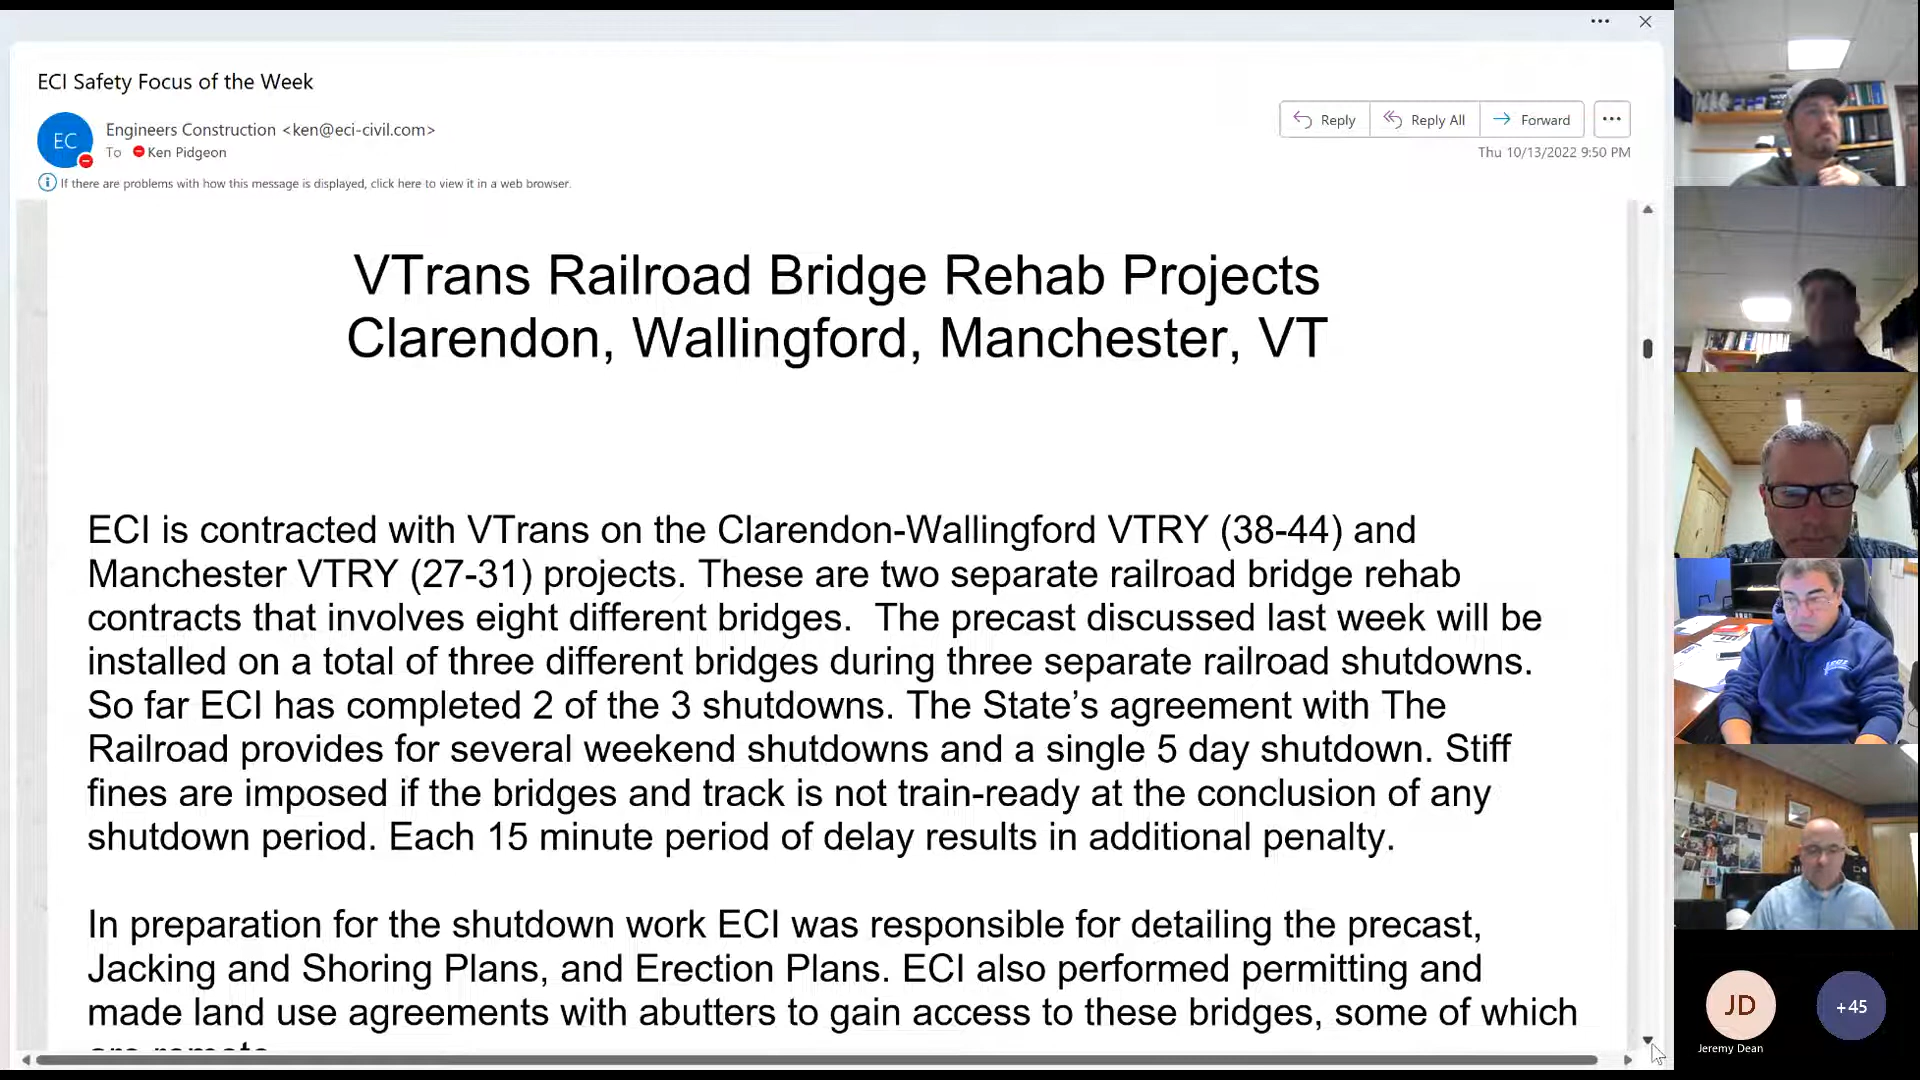 ECI Safety Focus of the Week
EC
Engineers Construction <ken@eci-civil.com>
To Ken Pidgeon
Reply
Reply All
Forward
Thu 10/13/2022 9:50 PM
If there are problems with how this message is displayed, click here to view it in a web browser.
VTrans Railroad Bridge Rehab Projects
Clarendon, Wallingford, Manchester, VT
ECI is contracted with VTrans on the Clarendon-Wallingford VTRY (38-44) and
Manchester VTRY (27-31) projects. These are two separate railroad bridge rehab
contracts that involves eight different bridges.  The precast discussed last week will be
installed on a total of three different bridges during three separate railroad shutdowns.
So far ECI has completed 2 of the 3 shutdowns. The State’s agreement with The
Railroad provides for several weekend shutdowns and a single 5 day shutdown. Stiff
fines are imposed if the bridges and track is not train-ready at the conclusion of any
shutdown period. Each 15 minute period of delay results in additional penalty.
In preparation for the shutdown work ECI was responsible for detailing the precast,
Jacking and Shoring Plans, and Erection Plans. ECI also performed permitting and
made land use agreements with abutters to gain access to these bridges, some of which
are remote
JD
Jeremy Dean
+45